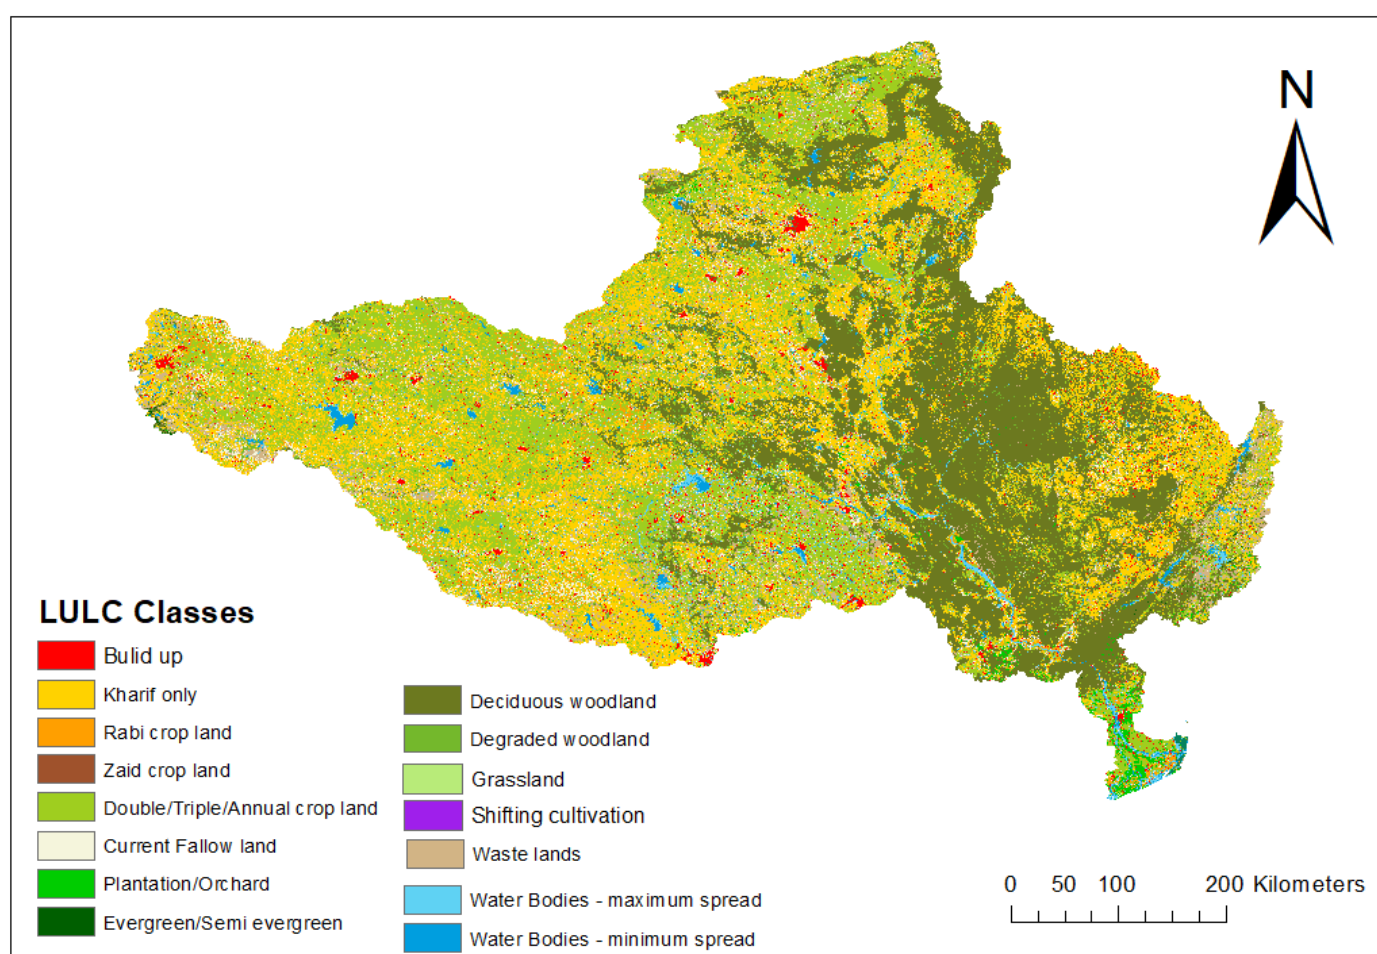 N
LULC Classes
Bulid up
Kharif only
Rabi crop land
Zaid crop land
Double/Triple/Annual crop land
Current Fallow land
Plantation/Orchard
Evergreen/Semi evergreen
Deciduous woodland
Degraded woodland
Grassland
Shifting cultivation
Waste lands
Water Bodies - maximum spread
Water Bodies - minimum spread
0 50 100 200 Kilometers